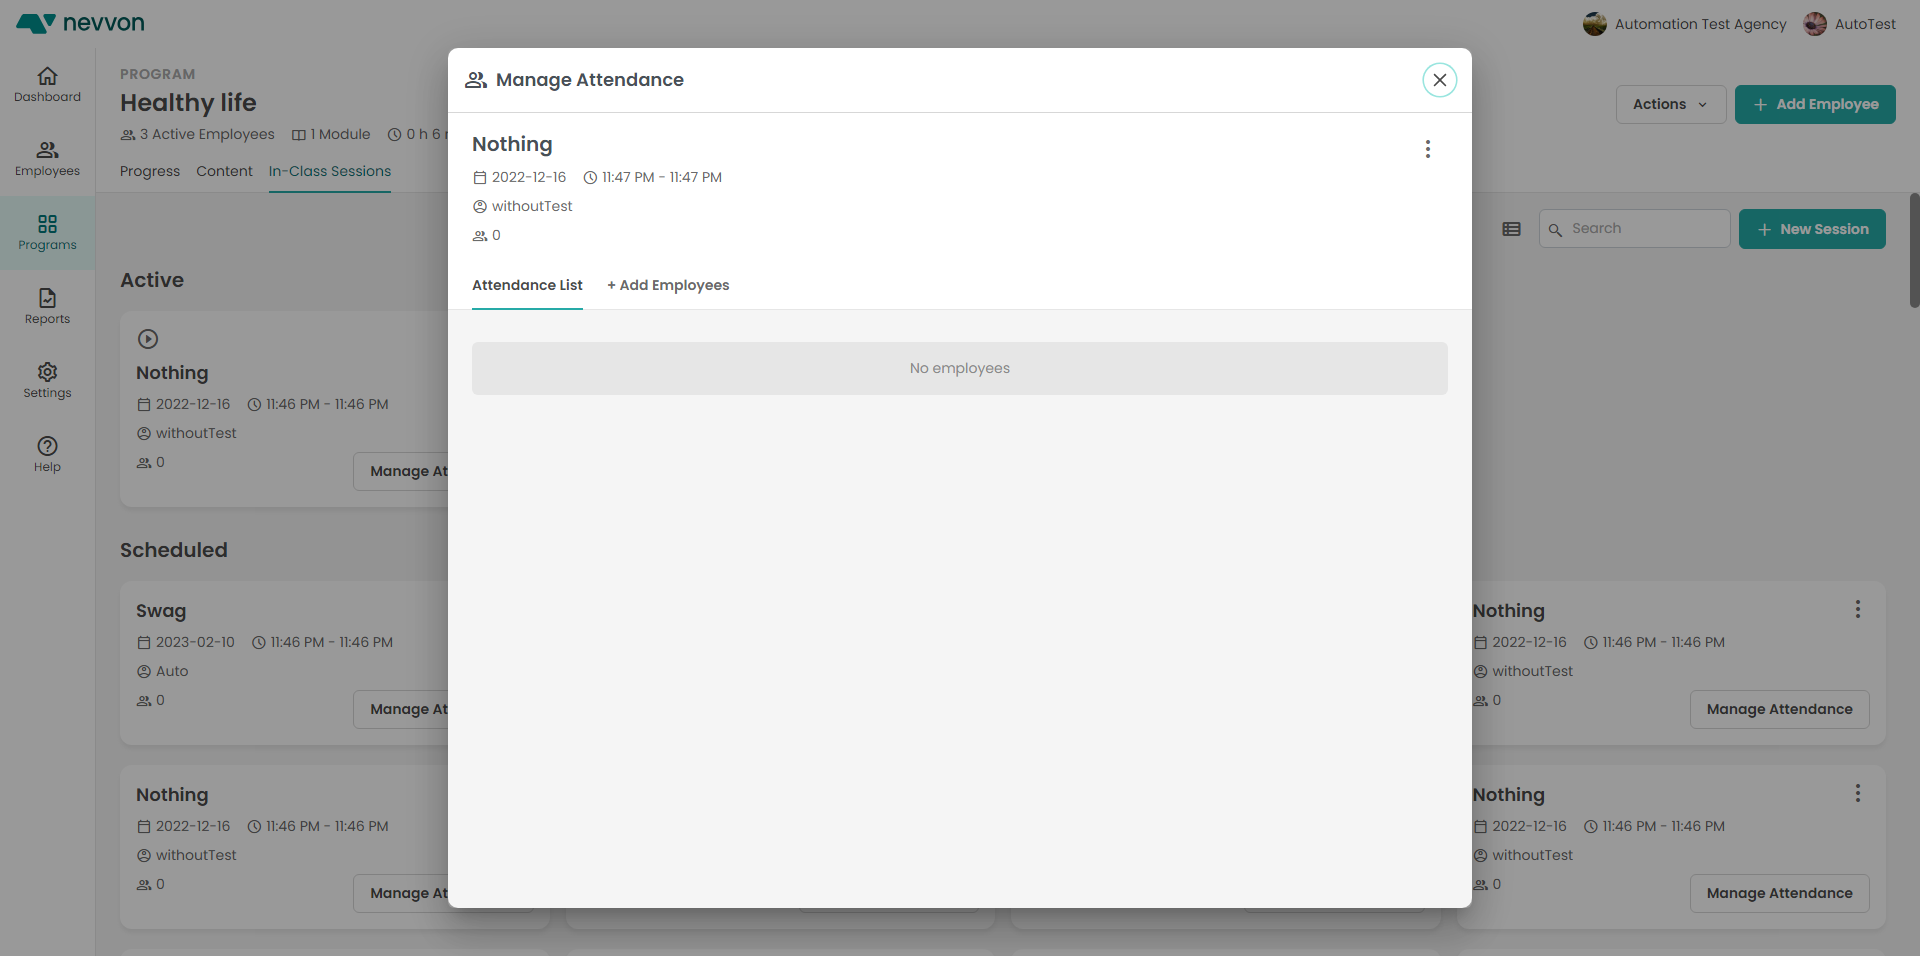 nevvon
Automation Test Agency
AutoTest
Dashboard
Employees
Programs
Reports
Settings
Help
PROGRAM
Healthy life
3 Active Employees
1 Module
0 h 6
Progress
Content
In-Class Sessions
Actions
Add Employee
Search
New Session
Active
Nothing
2022-12-16 11:46 PM - 11:46 PM
withoutTest
0
Manage At
Scheduled
Swag
2023-02-10 11:46 PM - 11:46 PM
Auto
0
Manage At
Nothing
2022-12-16 11:46 PM - 11:46 PM
withoutTest
0
Manage At
Manage Attendance
Nothing
2022-12-16 11:47 PM - 11:47 PM
withoutTest
0
Attendance List
+ Add Employees
No employees
Nothing
2022-12-16 11:46 PM - 11:46 PM
withoutTest
0
Manage Attendance
Nothing
2022-12-16 11:46 PM - 11:46 PM
withoutTest
0
Manage Attendance